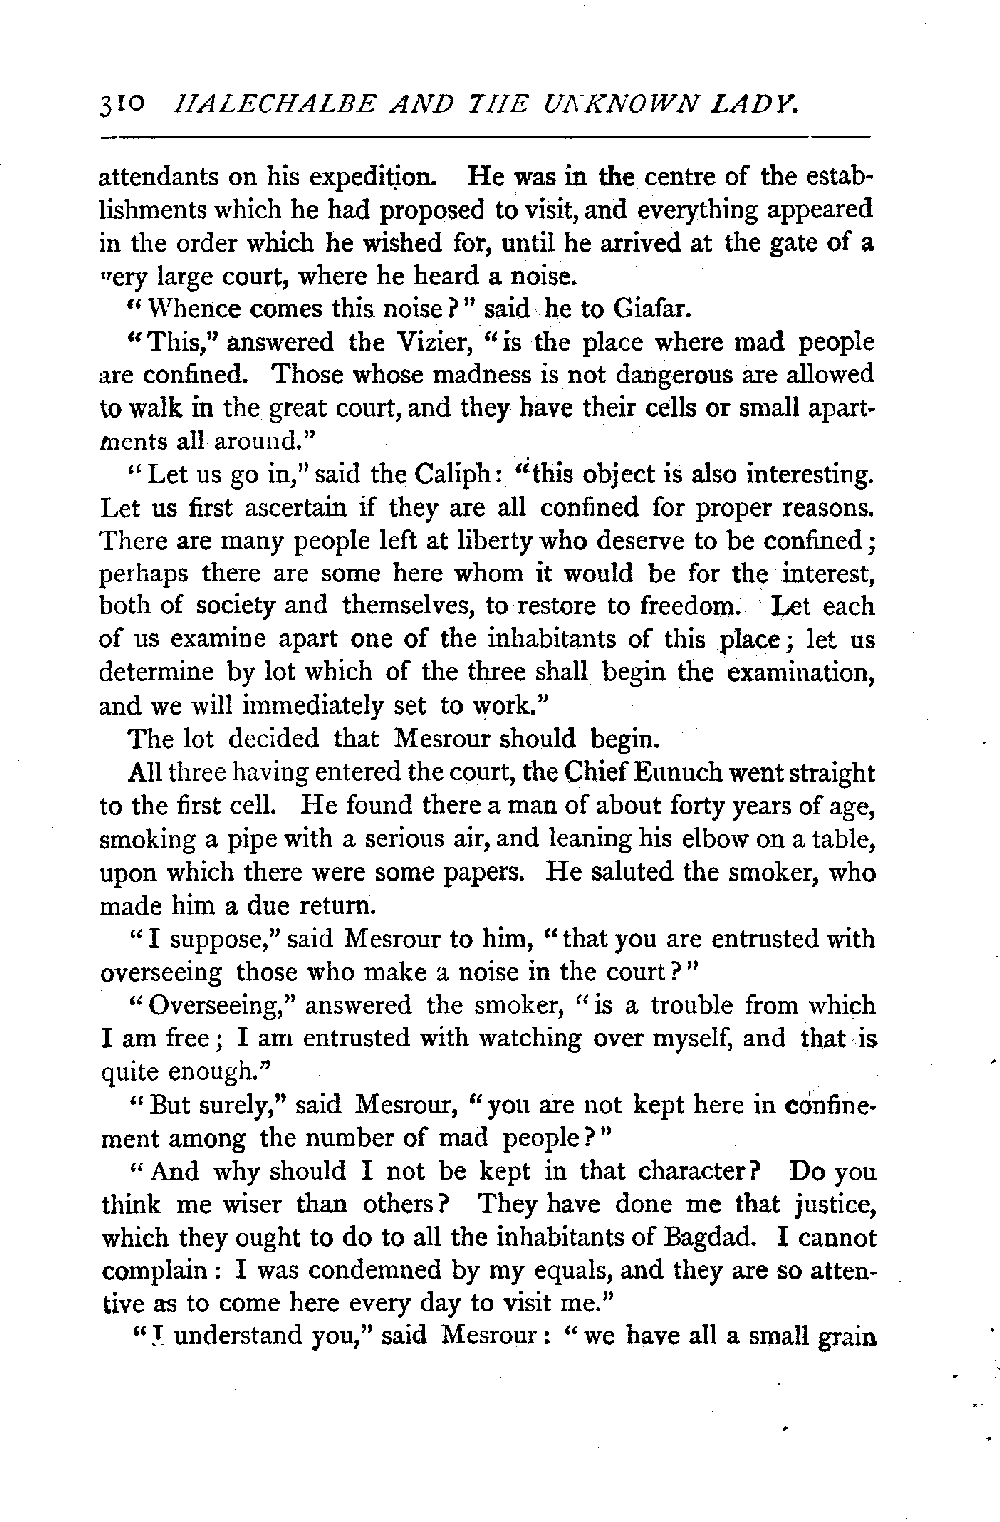 310 HALECHALBE AND THE UNKNOWN LADY.
attendants on his expedition. He was in the centre of the estab-
lishments which he had proposed to visit, and everything appeared
in the order which he wished for, until he arrived at the gate of a
very large court, where he heard a noise.
"Whence comes this noise?" said he to Giafar.
"This," answered the Vizier, "is the place where mad people
are confined. Those whose madness is not dangerous are allowed
to walk in the great court, and they have their cells or small apart-
ments all around."
"Let us go in," said the Caliph: "this object is also interesting.
Let us first ascertain if they are all confined for proper reasons.
There are many people left at liberty who deserve to be confined;
perhaps there are some here whom it would be for the interest,
both of society and themselves, to restore to freedom. Let each
of us examine apart one of the inhabitants of this place; let us
determine by lot which of the three shall begin the examination,
and we will immediately set to work."
The lot decided that Mesrour should begin.
All three having entered the court, the Chief Eunuch went straight
to the first cell. He found there a man of about forty years of age,
smoking a pipe with a serious air, and leaning his elbow on a table,
upon which there were some papers. He saluted the smoker, who
made him a due return.
"I suppose," said Mesrour to him, "that you are entrusted with
overseeing those who make a noise in the court?"
"Overseeing," answered the smoker, "is a trouble from which
I am free; I am entrusted with watching over myself, and that is
quite enough."
"But surely," said Mesrour, "you are not kept here in confine-
ment among the number of mad people?"
"And why should I not be kept in that character? Do you
think me wiser than others? They have done me that justice,
which they ought to do to all the inhabitants of Bagdad. I cannot
complain: I was condemned by my equals, and they are so atten-
tive as to come here every day to visit me."
"I understand you," said Mesrour: "we have all a small grain